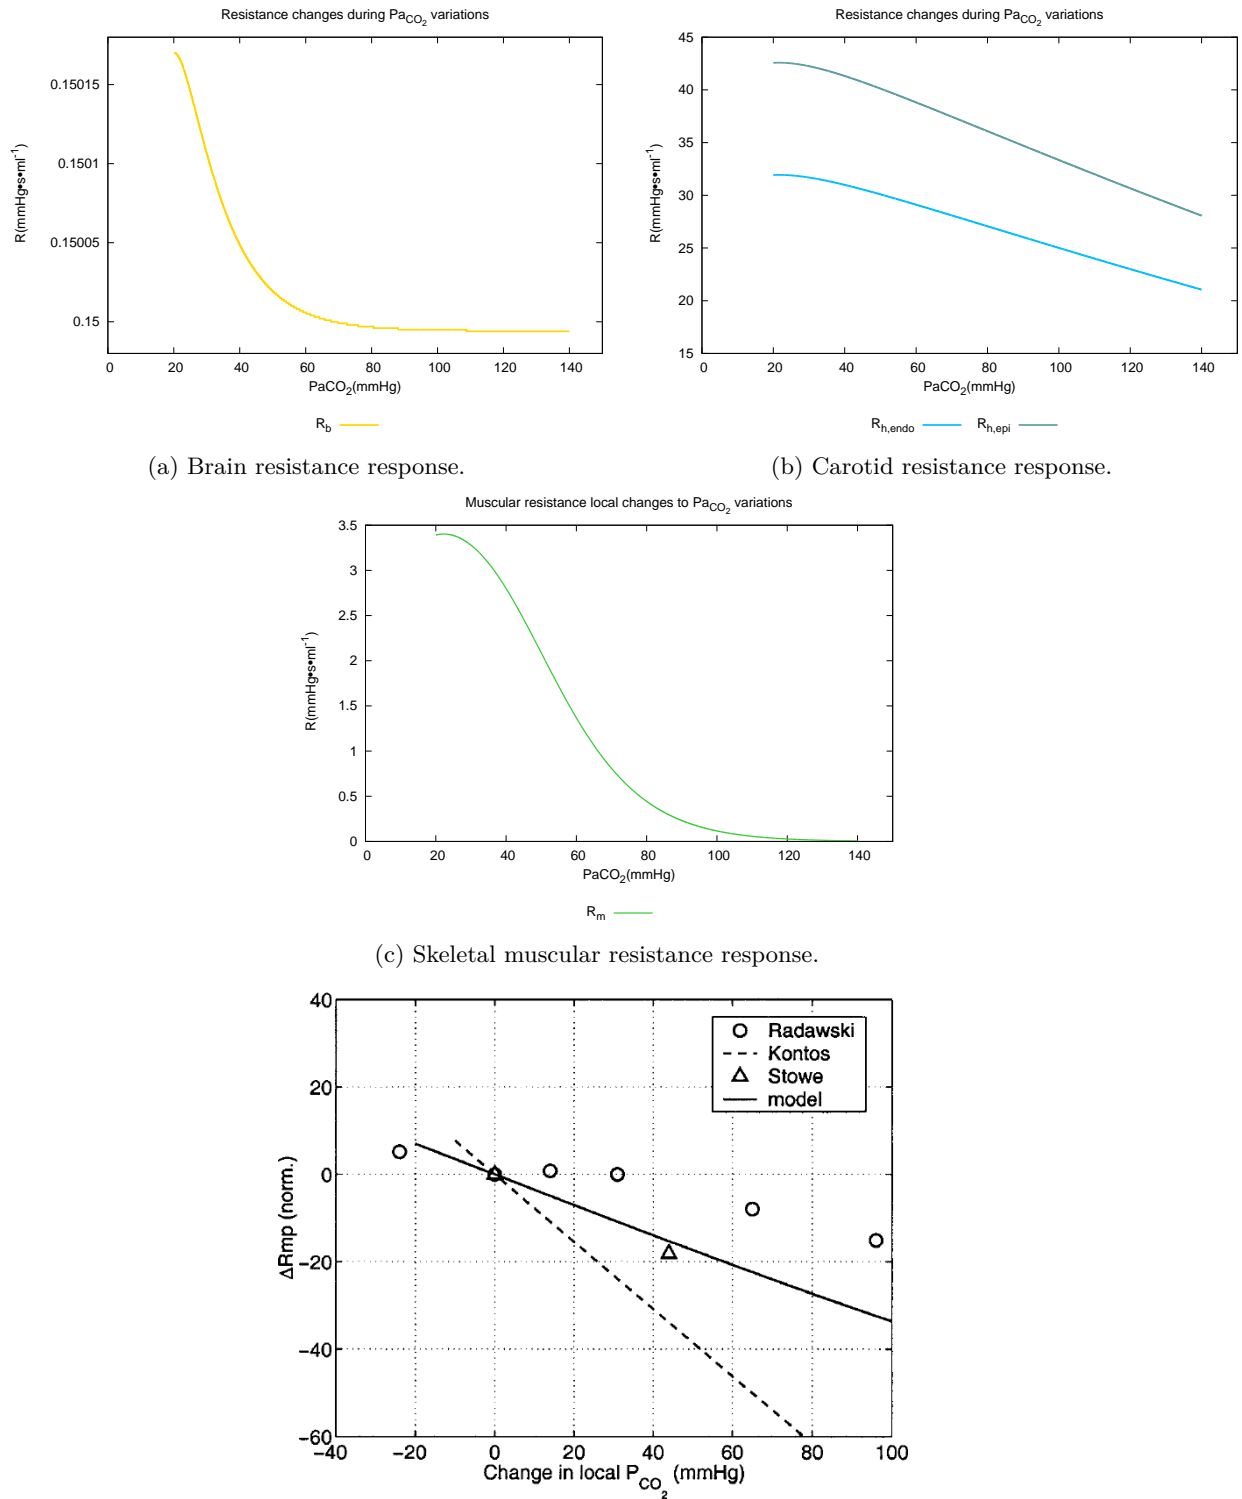 Resistance changes during PaCO2 variations
R(mmHg•s•ml-1)
0.15015
0.1501
0.15005
0.15
0 20 40 60 80 100 120 140
PaCO2(mmHg)
Rb
(a) Brain resistance response.
Resistance changes during PaCO2 variations
R(mmHg•s•ml-1)
45
40
35
30
25
20
15
0 20 40 60 80 100 120 140
PaCO2(mmHg)
Rh,endo Rh,epi
(b) Carotid resistance response.
Muscular resistance local changes to PaCO2 variations
R(mmHg•s•ml-1)
3.5
3
2.5
2
1.5
1
0.5
0
0 20 40 60 80 100 120 140
PaCO2(mmHg)
Rm
(c) Skeletal muscular resistance response.
ΔRmp (norm.)
40
20
0
−20
−40
−60
Radawski
Kontos
Stowe
model
−40 −20 0 20 40 60 80 100
Change in local PCO2 (mmHg)